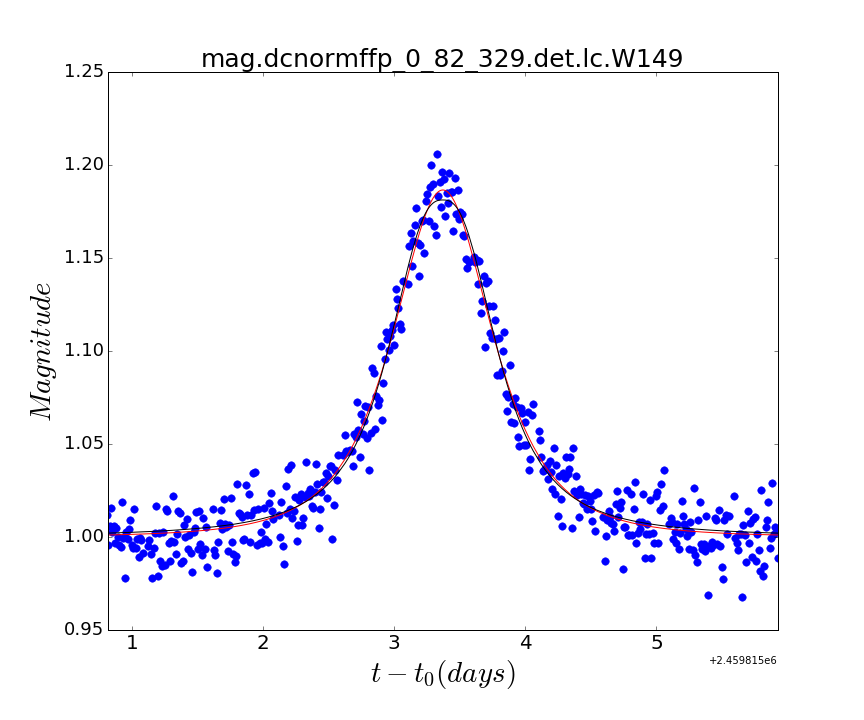 mag.dcnormffp_0_82_329.det.lc.W149
1.25
1.20
1.15
1.10
1.05
1.00
0.95
Magnitude
1 2 3 4 5
+2.459815e6
t − t₀(days)